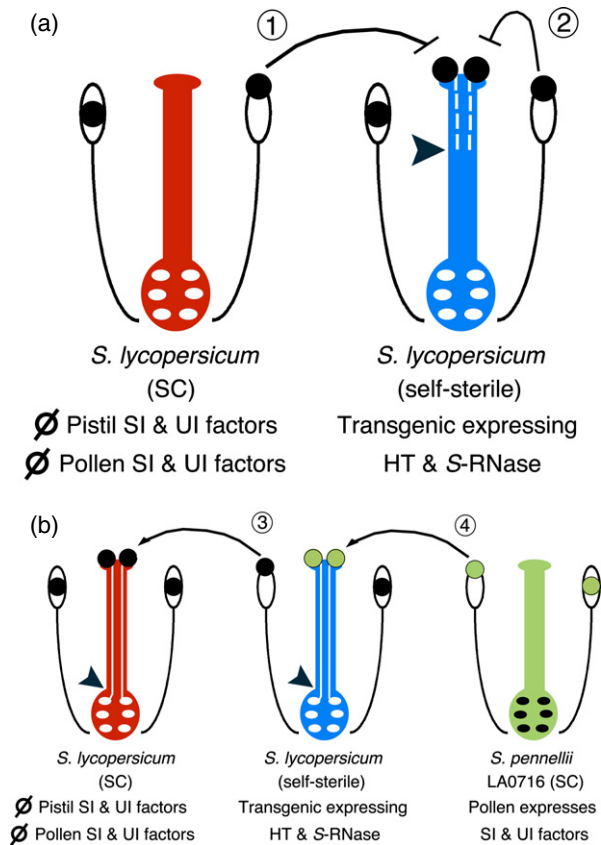 (a)
① ②
S. lycopersicum S. lycopersicum
(SC) (self-sterile)
Ø Pistil SI & UI factors Transgenic expressing
Ø Pollen SI & UI factors HT & S-RNase
(b)
③ ④
S. lycopersicum S. lycopersicum S. pennellii
(SC) (self-sterile) LA0716 (SC)
Ø Pistil SI & UI factors Transgenic expressing Pollen expresses
Ø Pollen SI & UI factors HT & S-RNase SI & UI factors